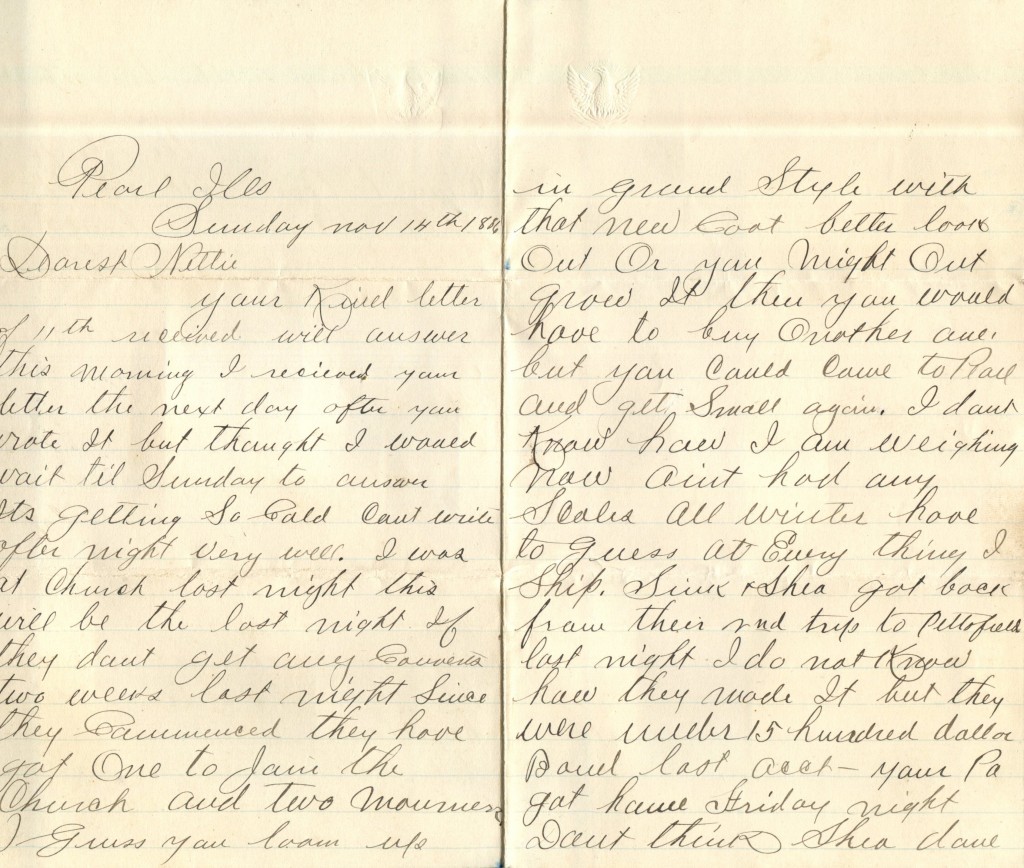 Pearl Ills
Sunday nov 14th 1886
Dearest Nettie
your Kind letter
of 11th received will answer
this morning I recieved your
letter the next day after you
wrote It but thought I would
wait til Sunday to answer
Its getting So Cold Cant write
after night very well. I was
at Church last night this
will be the last night If
they dont get any Converts
two weeks last night Since
they Commenced they have
got One to Join the
Church and two mourners
I Guess you loom up
in grand Style with
that new Coat better look
Out Or you Might Out
grow It then you would
have to buy Another one.
but you Could Come to Pearl
and get Small again. I dont
Know how I am weighing
now aint had any
Scales all winter have
to guess at Every thing I
Ship. Sink & Shea got back
from their 2nd trip to Pittsfield
last night I do not Know
how they made It but they
were under 15 hundred dollar
Bond last acct — your Pa
got home Friday night
Dont think Shea done